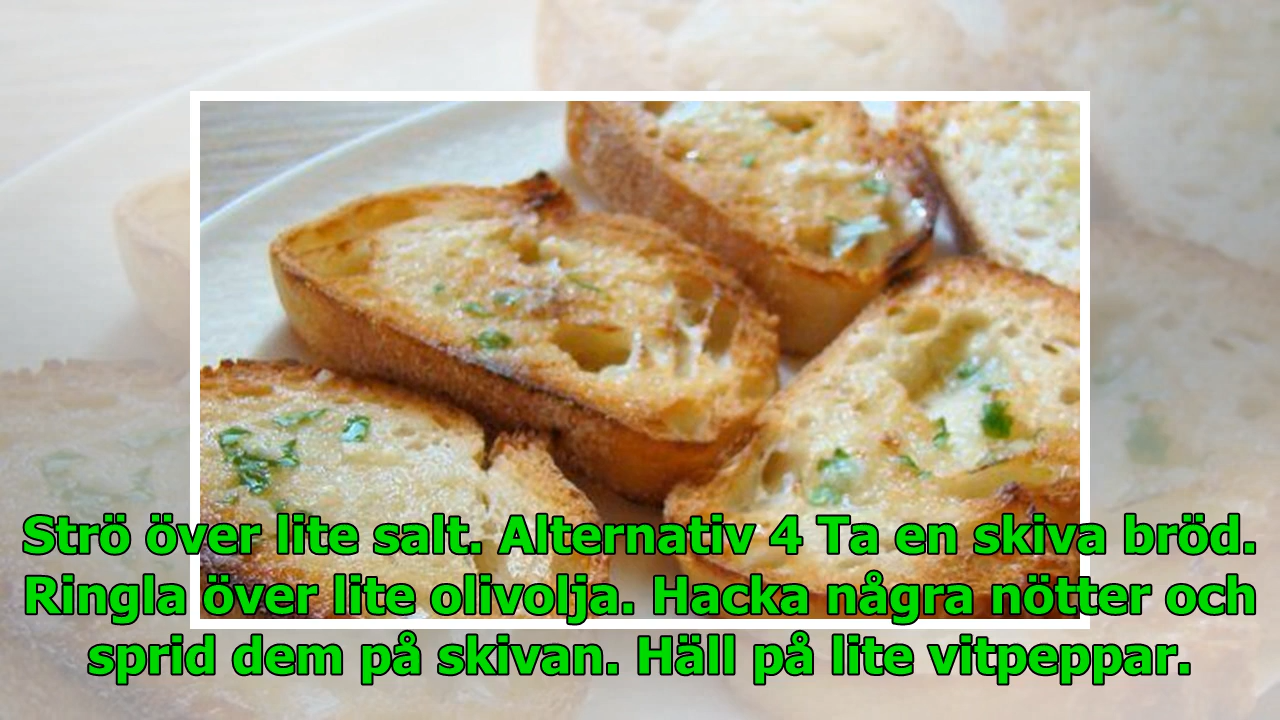 Strö över lite salt. Alternativ 4 Ta en skiva bröd.
Ringla över lite olivolja. Hacka några nötter och
sprid dem på skivan. Häll på lite vitpeppar.